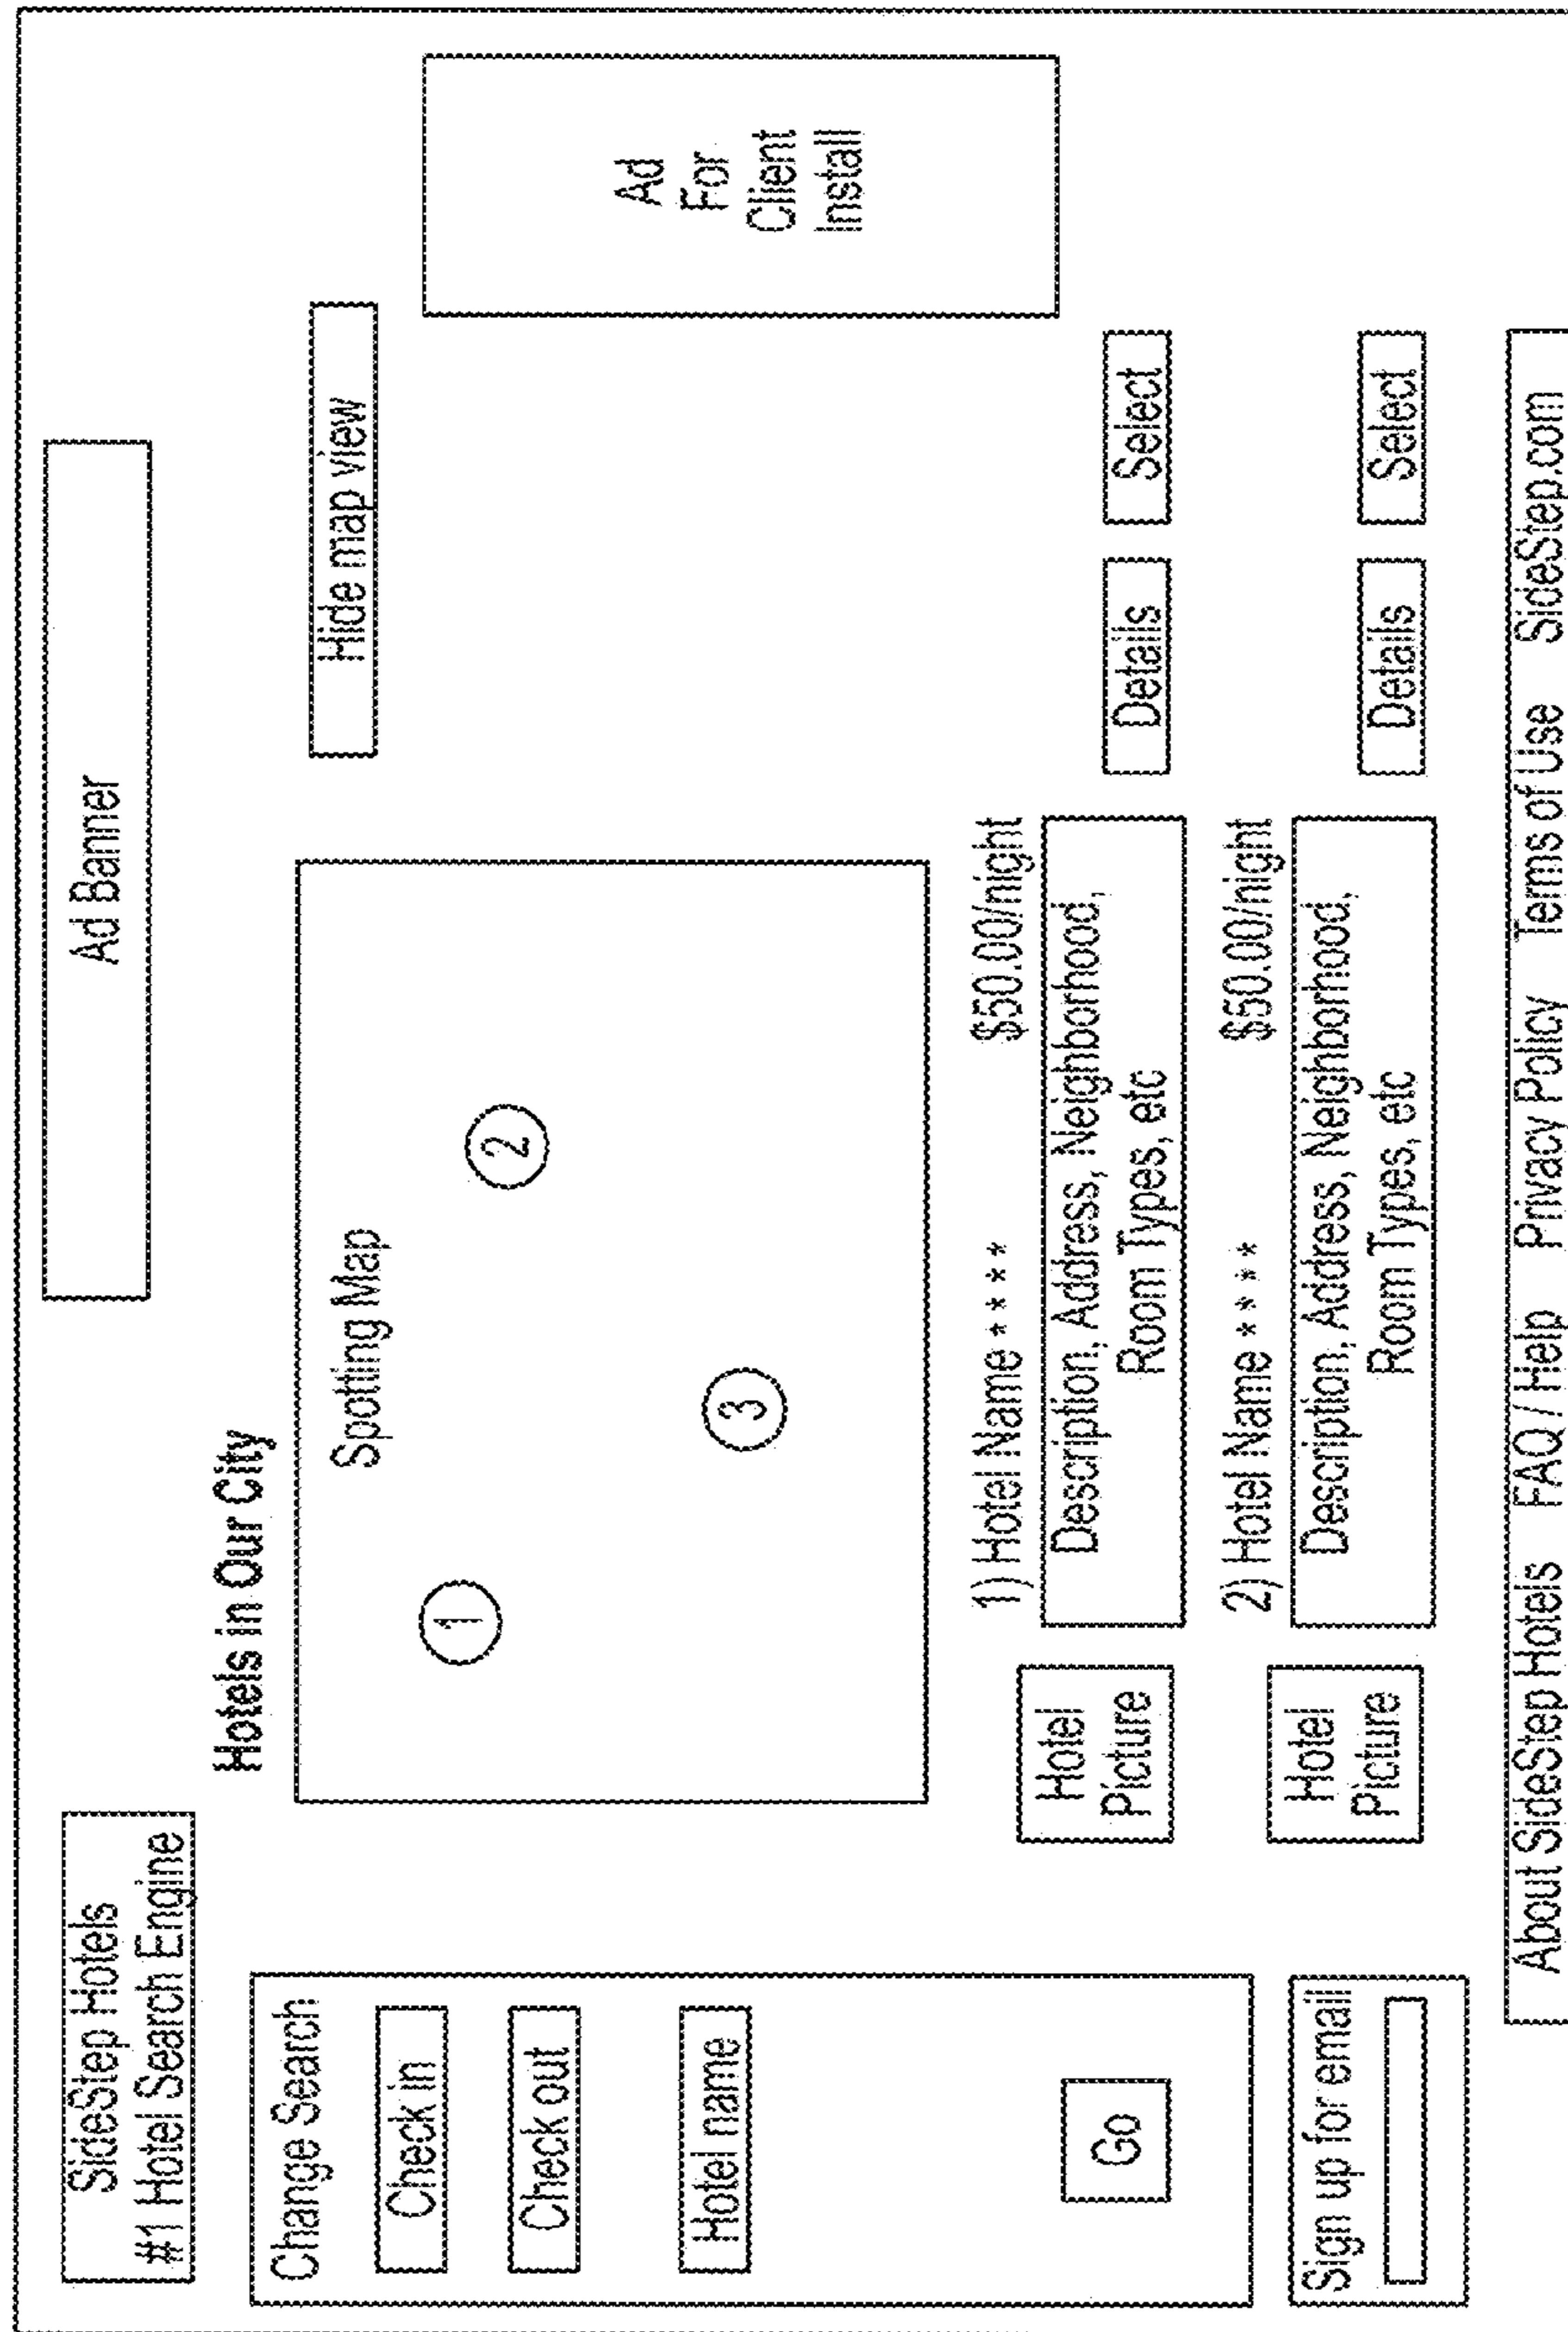 SideStep Hotels
#1 Hotel Search Engine
Ad Banner
Hotels in Our City
Hide map view
Change Search
Check in
Check out
Hotel name
Go
Spotting Map
1
2
3
Ad
For
Client
Install
Hotel
Picture
1) Hotel Name **** $50.00/night
Description, Address, Neighborhood,
Room Types, etc
Details Select
Hotel
Picture
2) Hotel Name **** $50.00/night
Description, Address, Neighborhood,
Room Types, etc
Details Select
Sign up for email
About SideStep Hotels FAQ / Help Privacy Policy Terms of Use SideStep.com